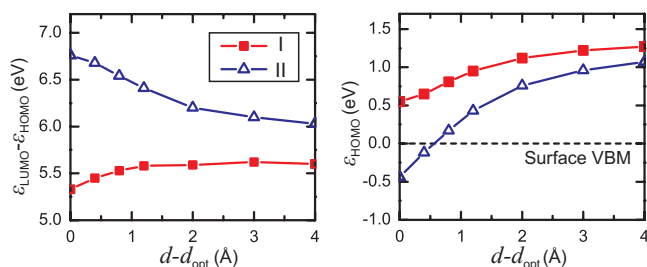 ε_LUMO-ε_HOMO (eV)
7.0
6.5
6.0
5.5
5.0
I
II
0 1 2 3 4
d-d_opt (Å)
ε_HOMO (eV)
1.5
1.0
0.5
0.0
-0.5
-1.0
Surface VBM
0 1 2 3 4
d-d_opt (Å)